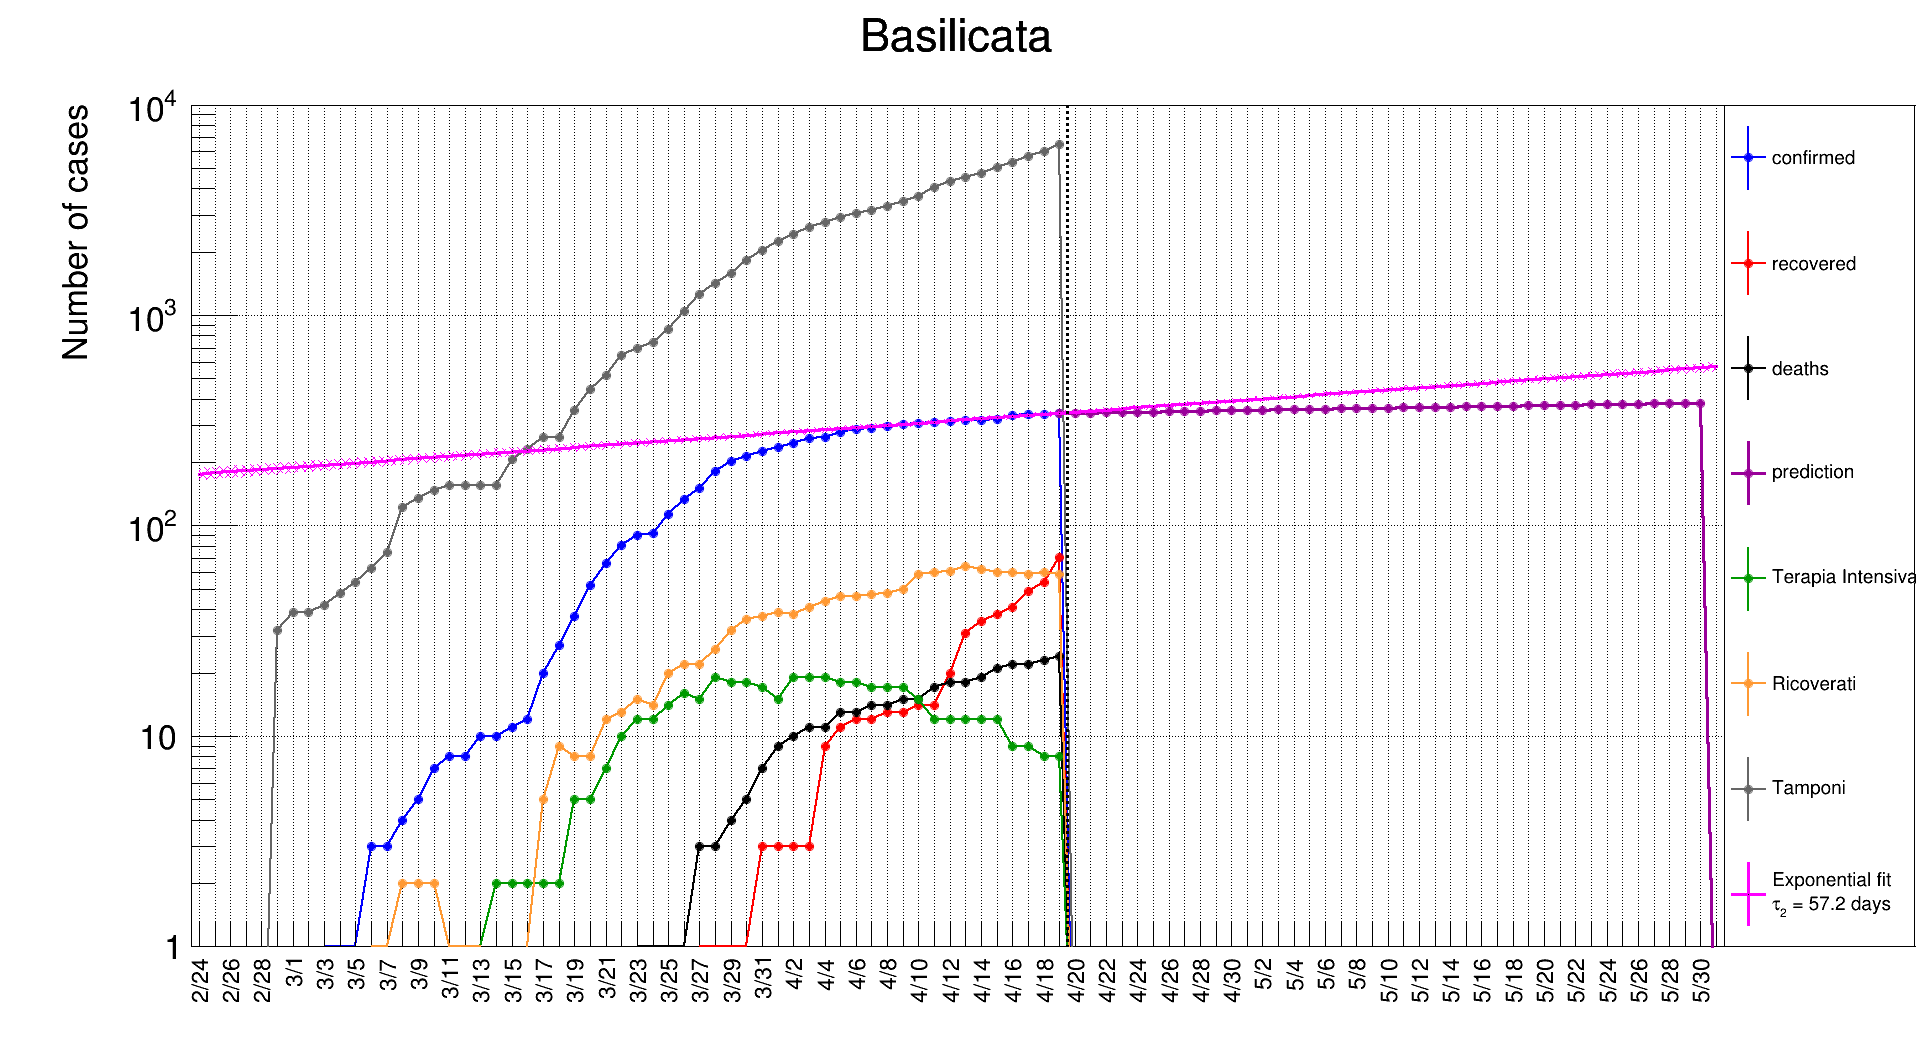 Basilicata
Number of cases
10^4
10^3
10^2
10
1
2/24 2/26 2/28 3/1 3/3 3/5 3/7 3/9 3/11 3/13 3/15 3/17 3/19 3/21 3/23 3/25 3/27 3/29 3/31 4/2 4/4 4/6 4/8 4/10 4/12 4/14 4/16 4/18 4/20 4/22 4/24 4/26 4/28 4/30 5/2 5/4 5/6 5/8 5/10 5/12 5/14 5/16 5/18 5/20 5/22 5/24 5/26 5/28 5/30
confirmed
recovered
deaths
prediction
Terapia Intensiva
Ricoverati
Tamponi
Exponential fit
τ₂ = 57.2 days